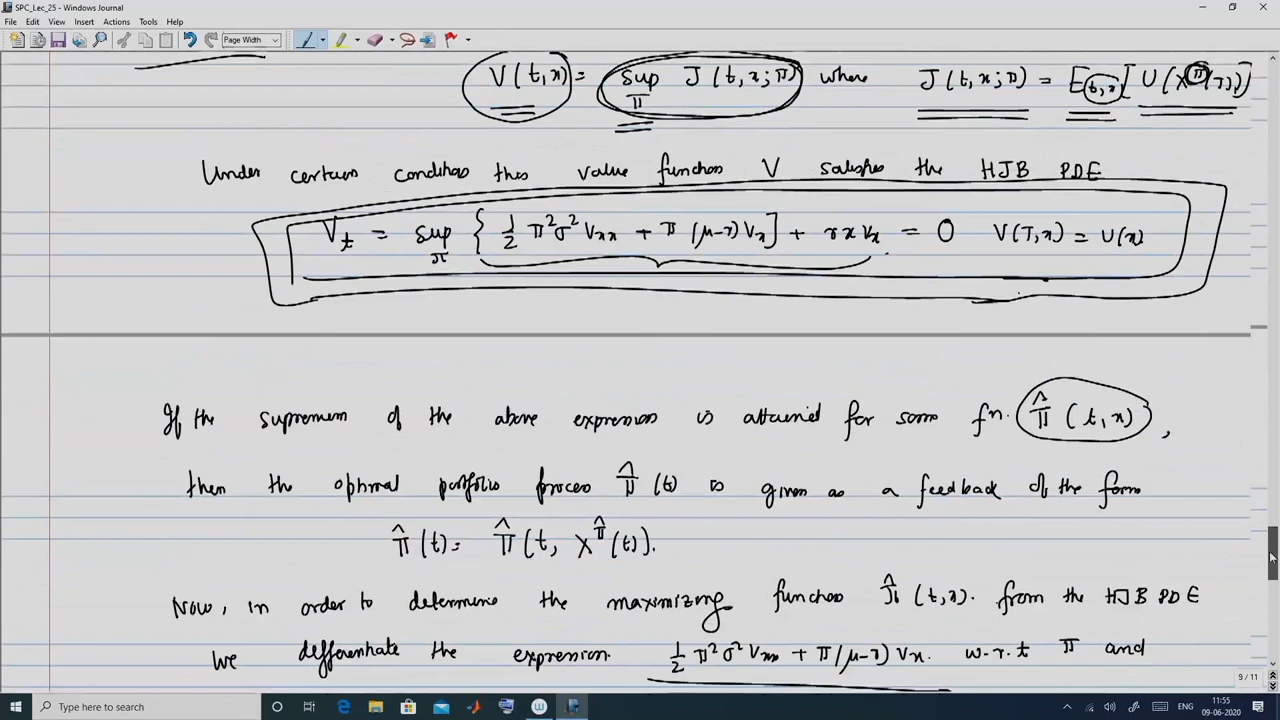 SPC_Lec_25 - Windows Journal
File Edit View Insert Actions Tools Help
Page Width
V(t,x) = sup_π J(t,x;π) where J(t,x;π) = E_{t,x}[U(X^π(T))]
Under certain conditions this value function V satisfies the HJB PDE
V_t = sup_π { ½ π²σ² V_xx + π(μ-r)V_x] + rx V_x = 0 V(T,x) = U(x)
If the supremum of the above expression is attained for some fⁿ. π̂(t,x),
then the optimal portfolio process π̂(t) is given as a feedback of the form
π̂(t) = π̂(t, X^π̂(t)).
Now, in order to determine the maximizing function π̂(t,x). from the HJB PDE
We differentiate the expression. ½ π²σ² V_xx + π(μ-r)V_x. w.r.t π and
9 / 11
Type here to search
11:55
09-06-2020